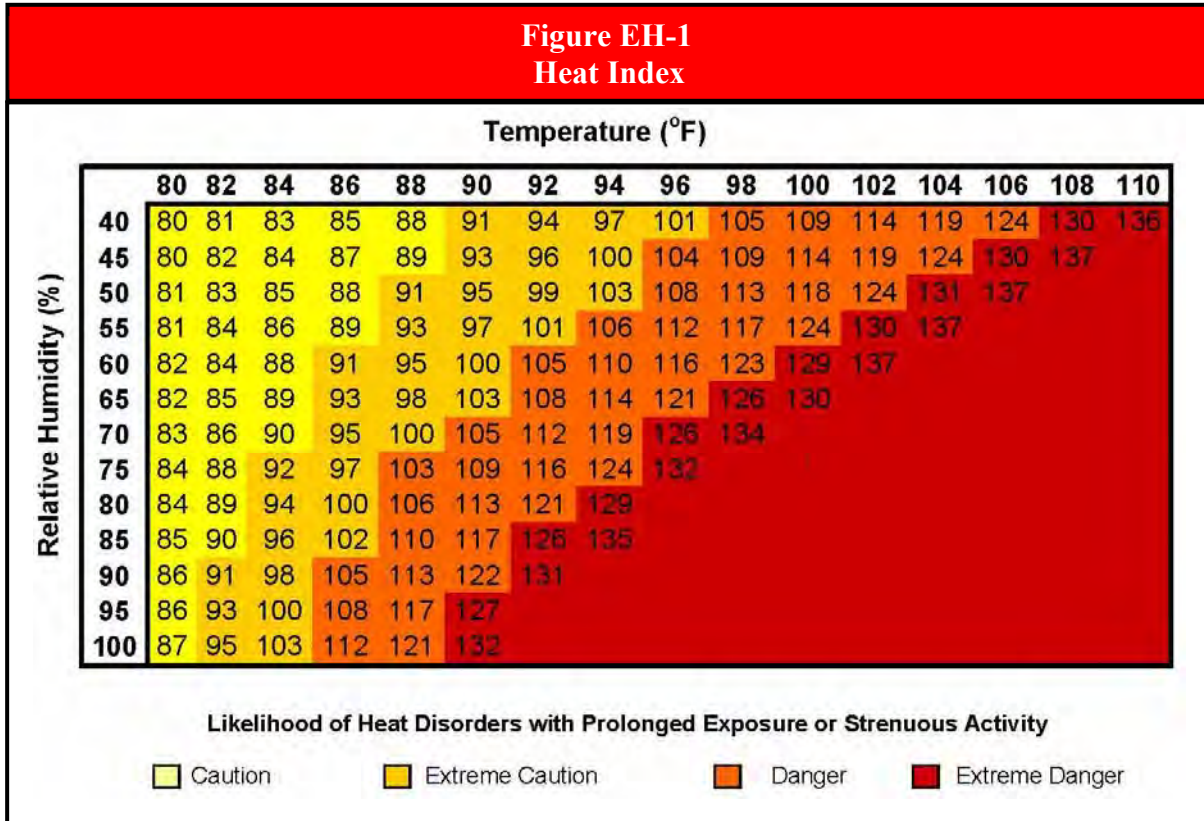 Figure EH-1
Heat Index
Temperature (°F)
80 82 84 86 88 90 92 94 96 98 100 102 104 106 108 110
Relative Humidity (%)
40 80 81 83 85 88 91 94 97 101 105 109 114 119 124 130 136
45 80 82 84 87 89 93 96 100 104 109 114 119 124 130 137
50 81 83 85 88 91 95 99 103 108 113 118 124 131 137
55 81 84 86 89 93 97 101 106 112 117 124 130 137
60 82 84 88 91 95 100 105 110 116 123 129 137
65 82 85 89 93 98 103 108 114 121 126 130
70 83 86 90 95 100 105 112 119 126 134
75 84 88 92 97 103 109 116 124 132
80 84 89 94 100 106 113 121 129
85 85 90 96 102 110 117 126 135
90 86 91 98 105 113 122 131
95 86 93 100 108 117 127
100 87 95 103 112 121 132
Likelihood of Heat Disorders with Prolonged Exposure or Strenuous Activity
Caution Extreme Caution Danger Extreme Danger